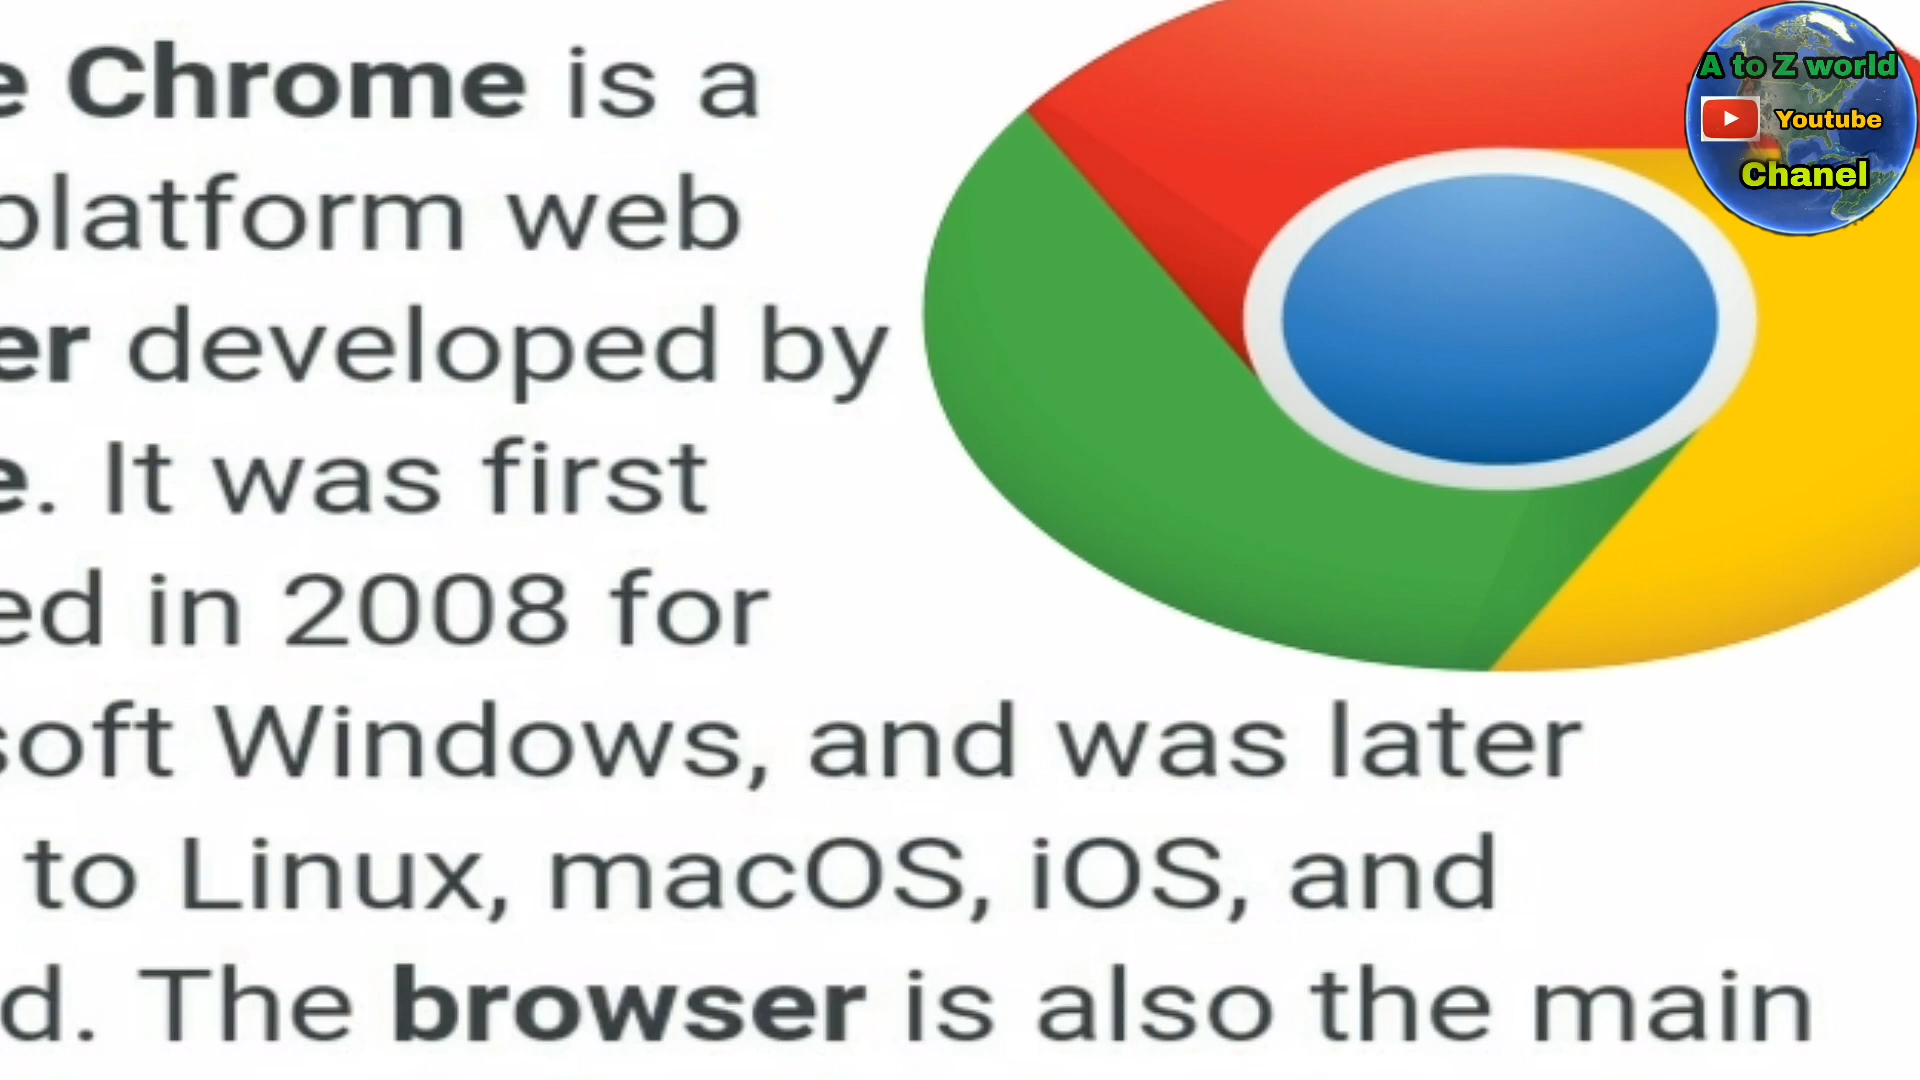 e Chrome is a
platform web
er developed by
e. It was first
ed in 2008 for
soft Windows, and was later
to Linux, macOS, iOS, and
d. The browser is also the main
A to Z world
Youtube
Chanel